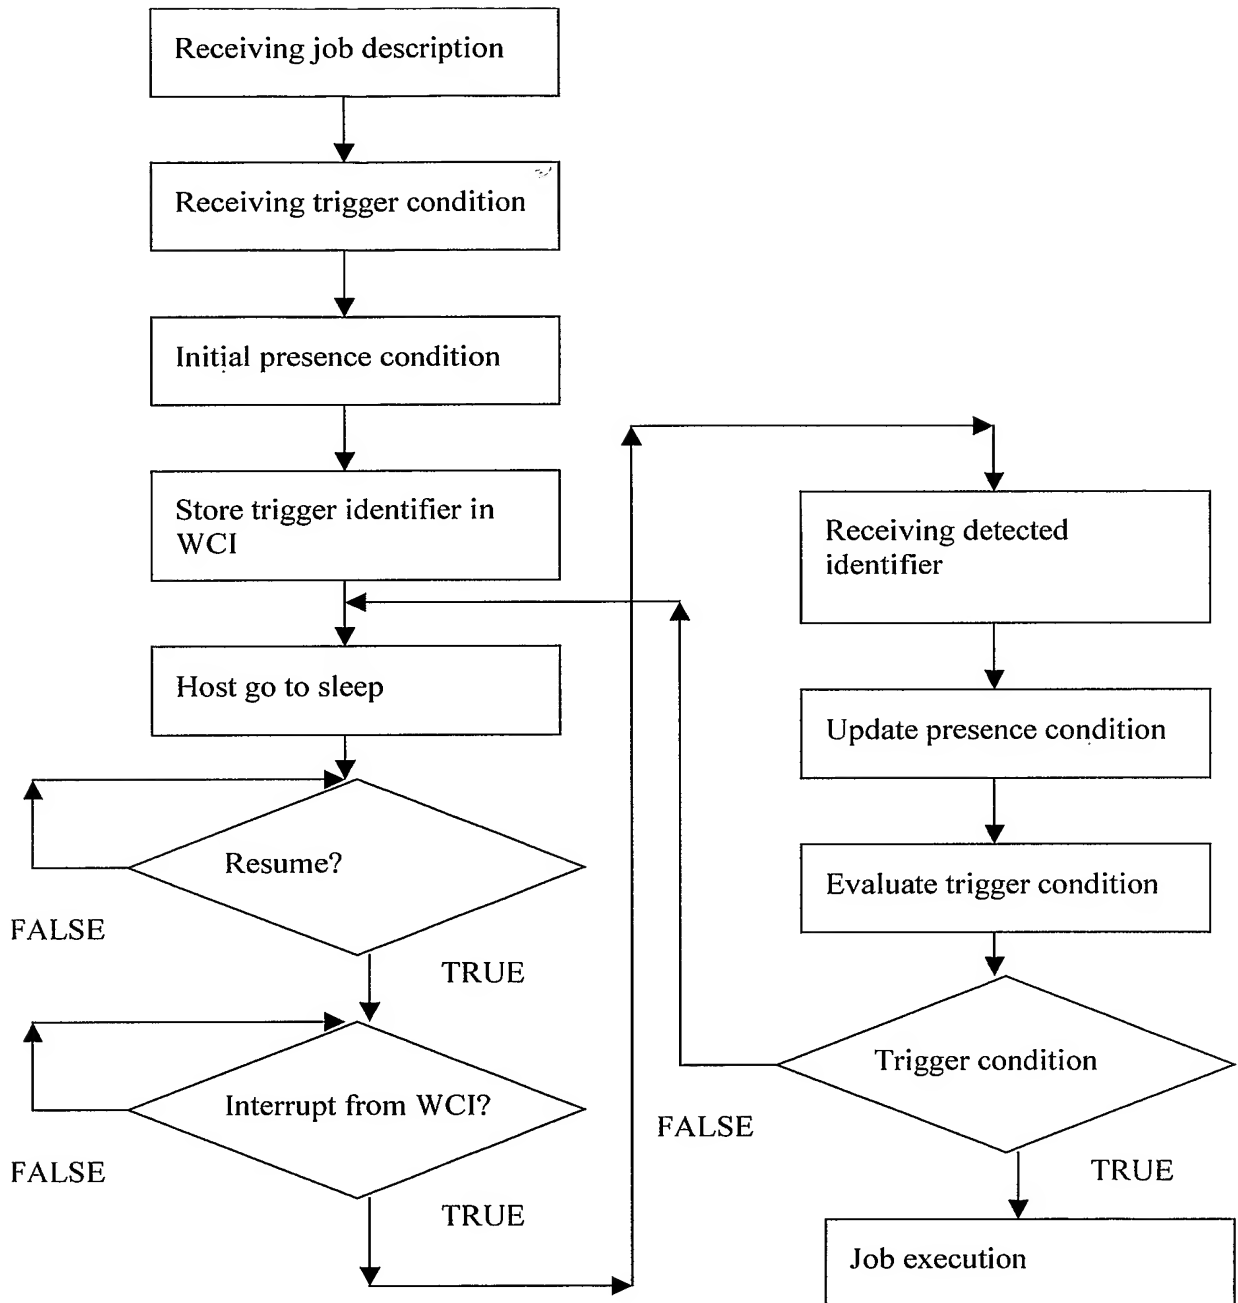 Receiving job description
Receiving trigger condition
Initial presence condition
Store trigger identifier in
WCI
Host go to sleep
Resume?
FALSE
TRUE
Interrupt from WCI?
FALSE
TRUE
Receiving detected
identifier
Update presence condition
Evaluate trigger condition
Trigger condition
FALSE
TRUE
Job execution